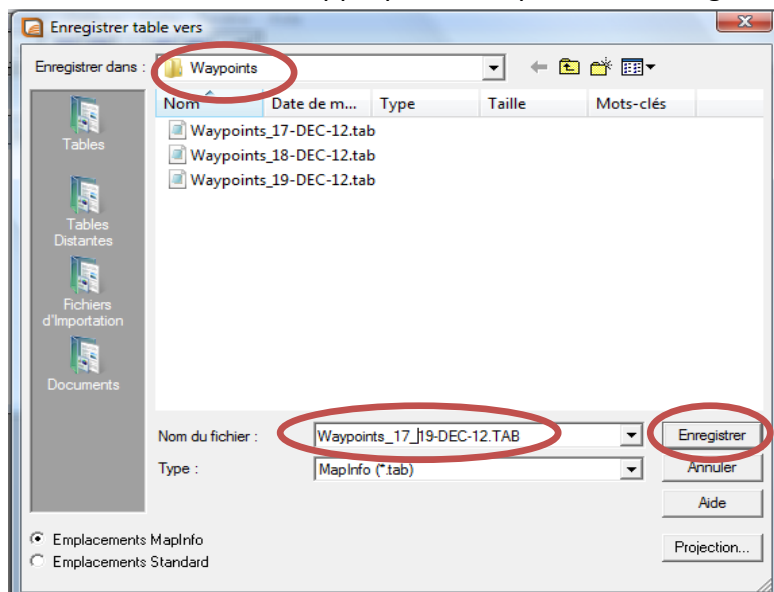 Enregistrer table vers
Enregistrer dans : Waypoints
Nom Date de m... Type Taille Mots-clés
Waypoints_17-DEC-12.tab
Waypoints_18-DEC-12.tab
Waypoints_19-DEC-12.tab
Tables
Tables
Distantes
Fichiers
d'Importation
Documents
Nom du fichier : Waypoints_17_19-DEC-12.TAB Enregistrer
Type : MapInfo (*.tab) Annuler
Aide
Emplacements MapInfo
Emplacements Standard
Projection...